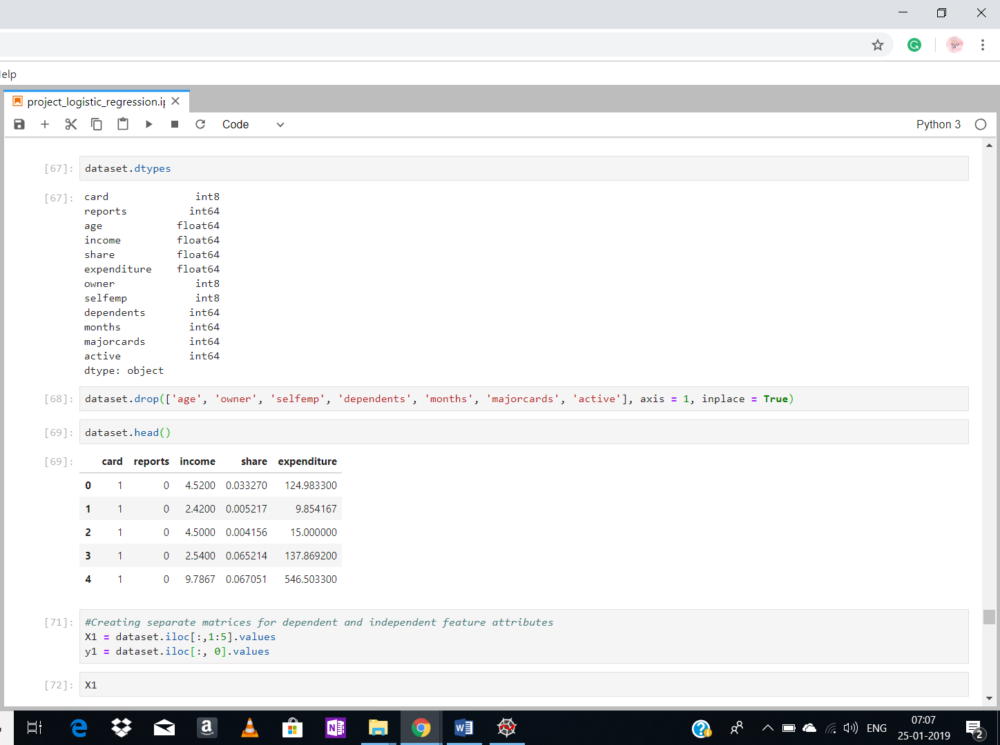 elp
project_logistic_regression.i
Code
Python 3
[67]: dataset.dtypes
[67]: card int8
reports int64
age float64
income float64
share float64
expenditure float64
owner int8
selfemp int8
dependents int64
months int64
majorcards int64
active int64
dtype: object
[68]: dataset.drop(['age', 'owner', 'selfemp', 'dependents', 'months', 'majorcards', 'active'], axis = 1, inplace = True)
[69]: dataset.head()
[69]: card reports income share expenditure
0 1 0 4.5200 0.033270 124.983300
1 1 0 2.4200 0.005217 9.854167
2 1 0 4.5000 0.004156 15.000000
3 1 0 2.5400 0.065214 137.869200
4 1 0 9.7867 0.067051 546.503300
[71]: #Creating separate matrices for dependent and independent feature attributes
X1 = dataset.iloc[:,1:5].values
y1 = dataset.iloc[:, 0].values
[72]: X1
ENG
07:07
25-01-2019
2